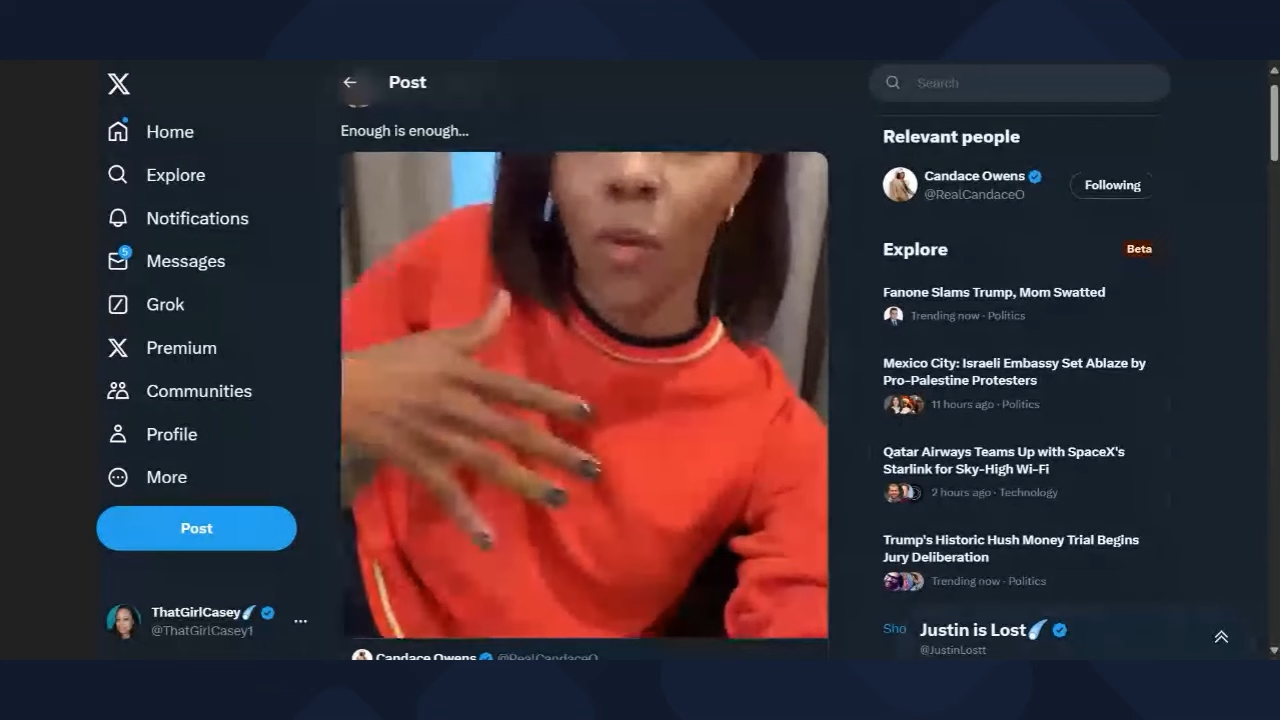 Home
Explore
Notifications
5
Messages
Grok
Premium
Communities
Profile
More
Post
ThatGirlCasey
@ThatGirlCasey1
Post
Enough is enough...
Candace Owens @RealCandaceO
Search
Relevant people
Candace Owens
@RealCandaceO
Following
Explore
Beta
Fanone Slams Trump, Mom Swatted
Trending now · Politics
Mexico City: Israeli Embassy Set Ablaze by
Pro-Palestine Protesters
11 hours ago · Politics
Qatar Airways Teams Up with SpaceX's
Starlink for Sky-High Wi-Fi
2 hours ago · Technology
Trump's Historic Hush Money Trial Begins
Jury Deliberation
Trending now · Politics
Sho
Justin is Lost
@JustinLostt